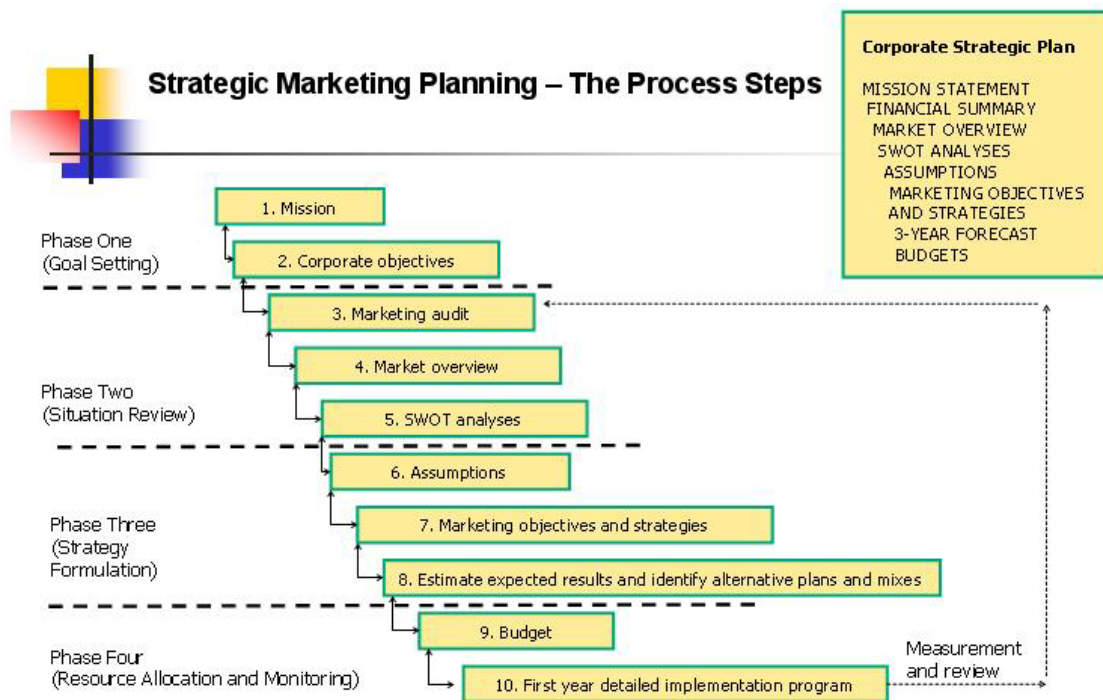 Strategic Marketing Planning – The Process Steps
Corporate Strategic Plan
MISSION STATEMENT
FINANCIAL SUMMARY
MARKET OVERVIEW
SWOT ANALYSES
ASSUMPTIONS
MARKETING OBJECTIVES
AND STRATEGIES
3-YEAR FORECAST
BUDGETS
Phase One
(Goal Setting)
1. Mission
2. Corporate objectives
Phase Two
(Situation Review)
3. Marketing audit
4. Market overview
5. SWOT analyses
Phase Three
(Strategy
Formulation)
6. Assumptions
7. Marketing objectives and strategies
8. Estimate expected results and identify alternative plans and mixes
Phase Four
(Resource Allocation and Monitoring)
9. Budget
10. First year detailed implementation program
Measurement
and review